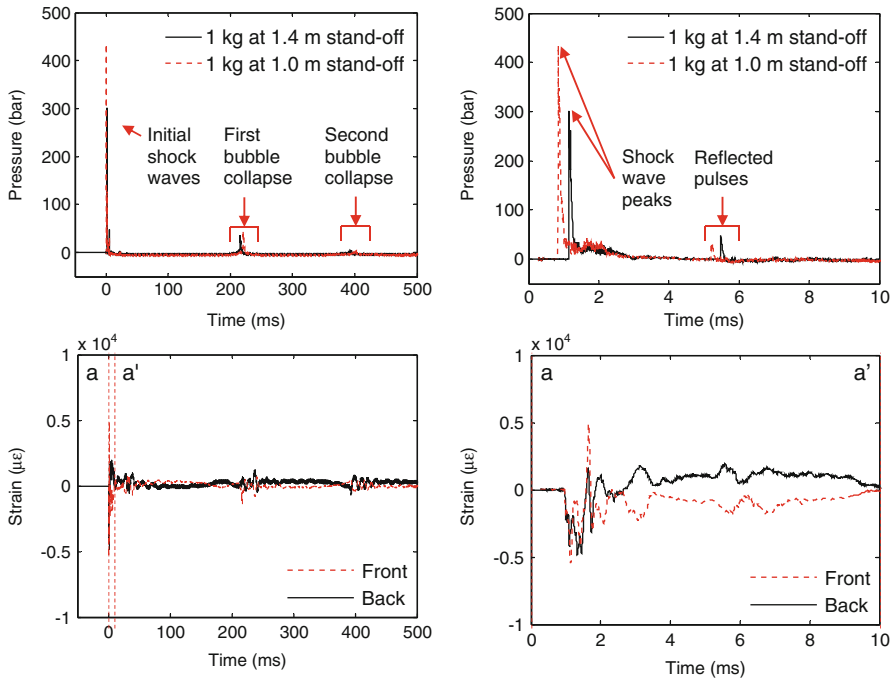 500
400
300
200
100
0
Pressure (bar)
1 kg at 1.4 m stand-off
1 kg at 1.0 m stand-off
Initial
shock
waves
First
bubble
collapse
Second
bubble
collapse
0 100 200 300 400 500
Time (ms)
500
400
300
200
100
0
Pressure (bar)
1 kg at 1.4 m stand-off
1 kg at 1.0 m stand-off
Shock
wave
peaks
Reflected
pulses
0 2 4 6 8 10
Time (ms)
x 10⁴
1
0.5
0
-0.5
-1
Strain (µε)
a a'
Front
Back
0 100 200 300 400 500
Time (ms)
x 10⁴
1
0.5
0
-0.5
-1
Strain (µε)
a a’
Front
Back
0 2 4 6 8 10
Time (ms)